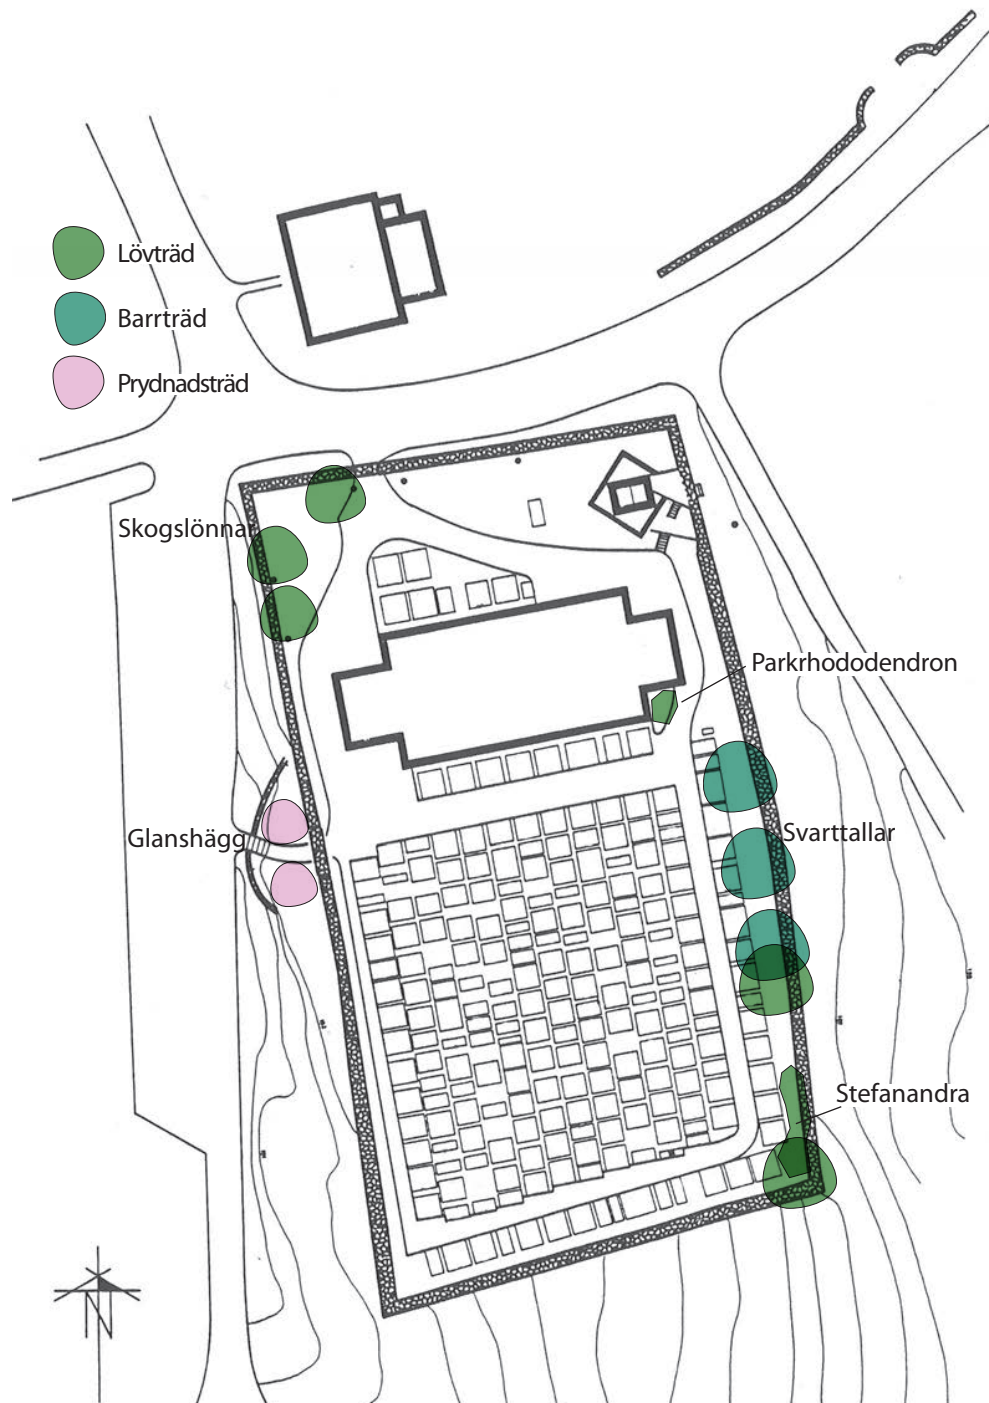 Lövträd
Barrträd
Prydnadsträd
Skogslönnar
Parkrhododendron
Svarttallar
Glanshägg
Stefanandra
N